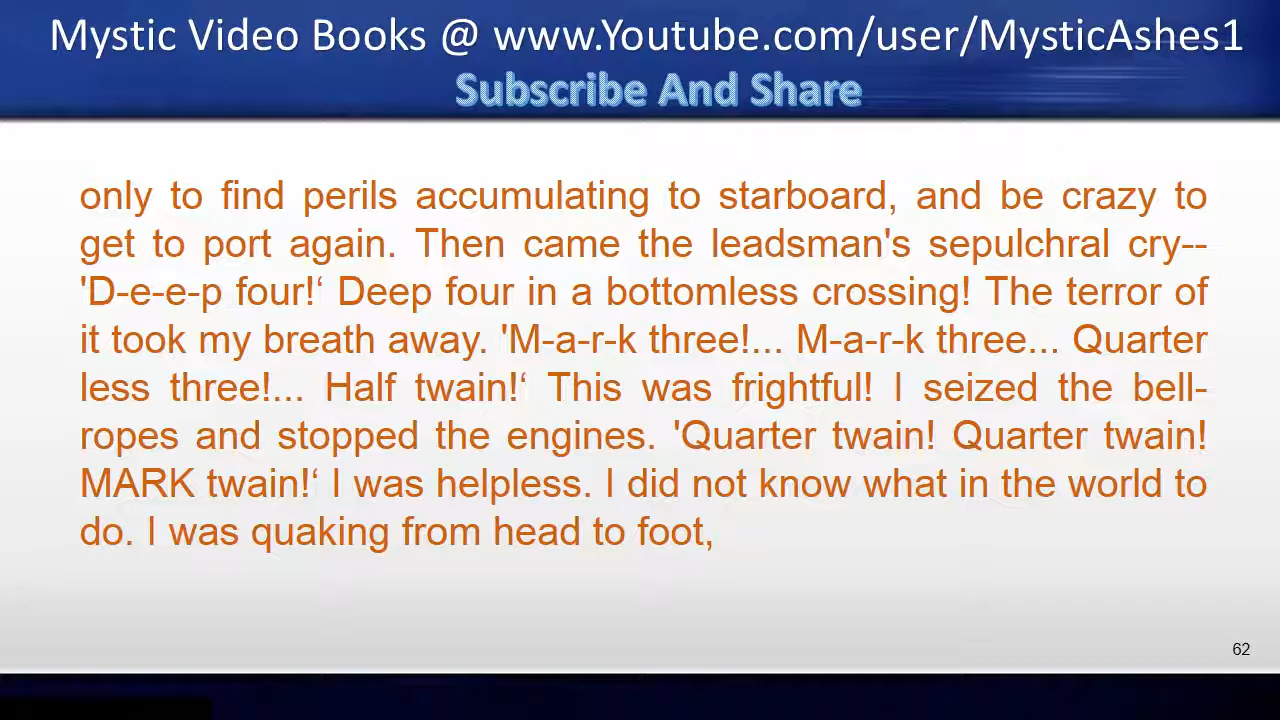 Mystic Video Books @ www.Youtube.com/user/MysticAshes1
Subscribe And Share
only to find perils accumulating to starboard, and be crazy to
get to port again. Then came the leadsman's sepulchral cry--
'D-e-e-p four!‘ Deep four in a bottomless crossing! The terror of
it took my breath away. 'M-a-r-k three!... M-a-r-k three... Quarter
less three!... Half twain!‘ This was frightful! I seized the bell-
ropes and stopped the engines. 'Quarter twain! Quarter twain!
MARK twain!‘ I was helpless. I did not know what in the world to
do. I was quaking from head to foot,
62